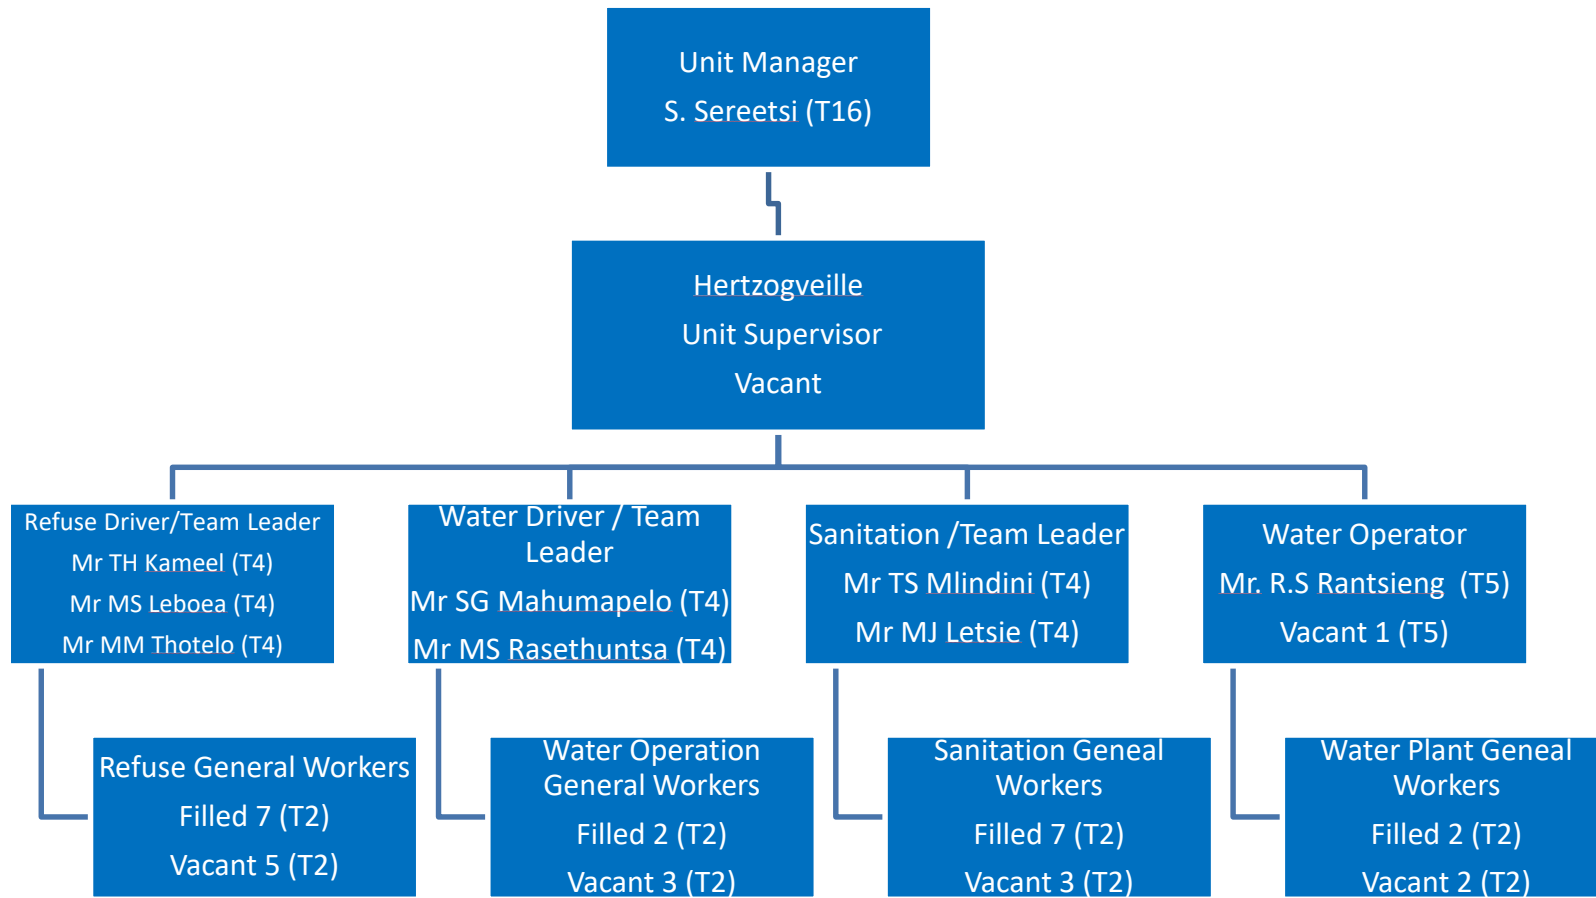 Unit Manager
S. Sereetsi (T16)
Hertzogveille
Unit Supervisor
Vacant
Refuse Driver/Team Leader
Mr TH Kameel (T4)
Mr MS Leboea (T4)
Mr MM Thotelo (T4)
Water Driver / Team
Leader
Mr SG Mahumapelo (T4)
Mr MS Rasethuntsa (T4)
Sanitation /Team Leader
Mr TS Mlindini (T4)
Mr MJ Letsie (T4)
Water Operator
Mr. R.S Rantsieng (T5)
Vacant 1 (T5)
Refuse General Workers
Filled 7 (T2)
Vacant 5 (T2)
Water Operation
General Workers
Filled 2 (T2)
Vacant 3 (T2)
Sanitation Geneal
Workers
Filled 7 (T2)
Vacant 3 (T2)
Water Plant Geneal
Workers
Filled 2 (T2)
Vacant 2 (T2)